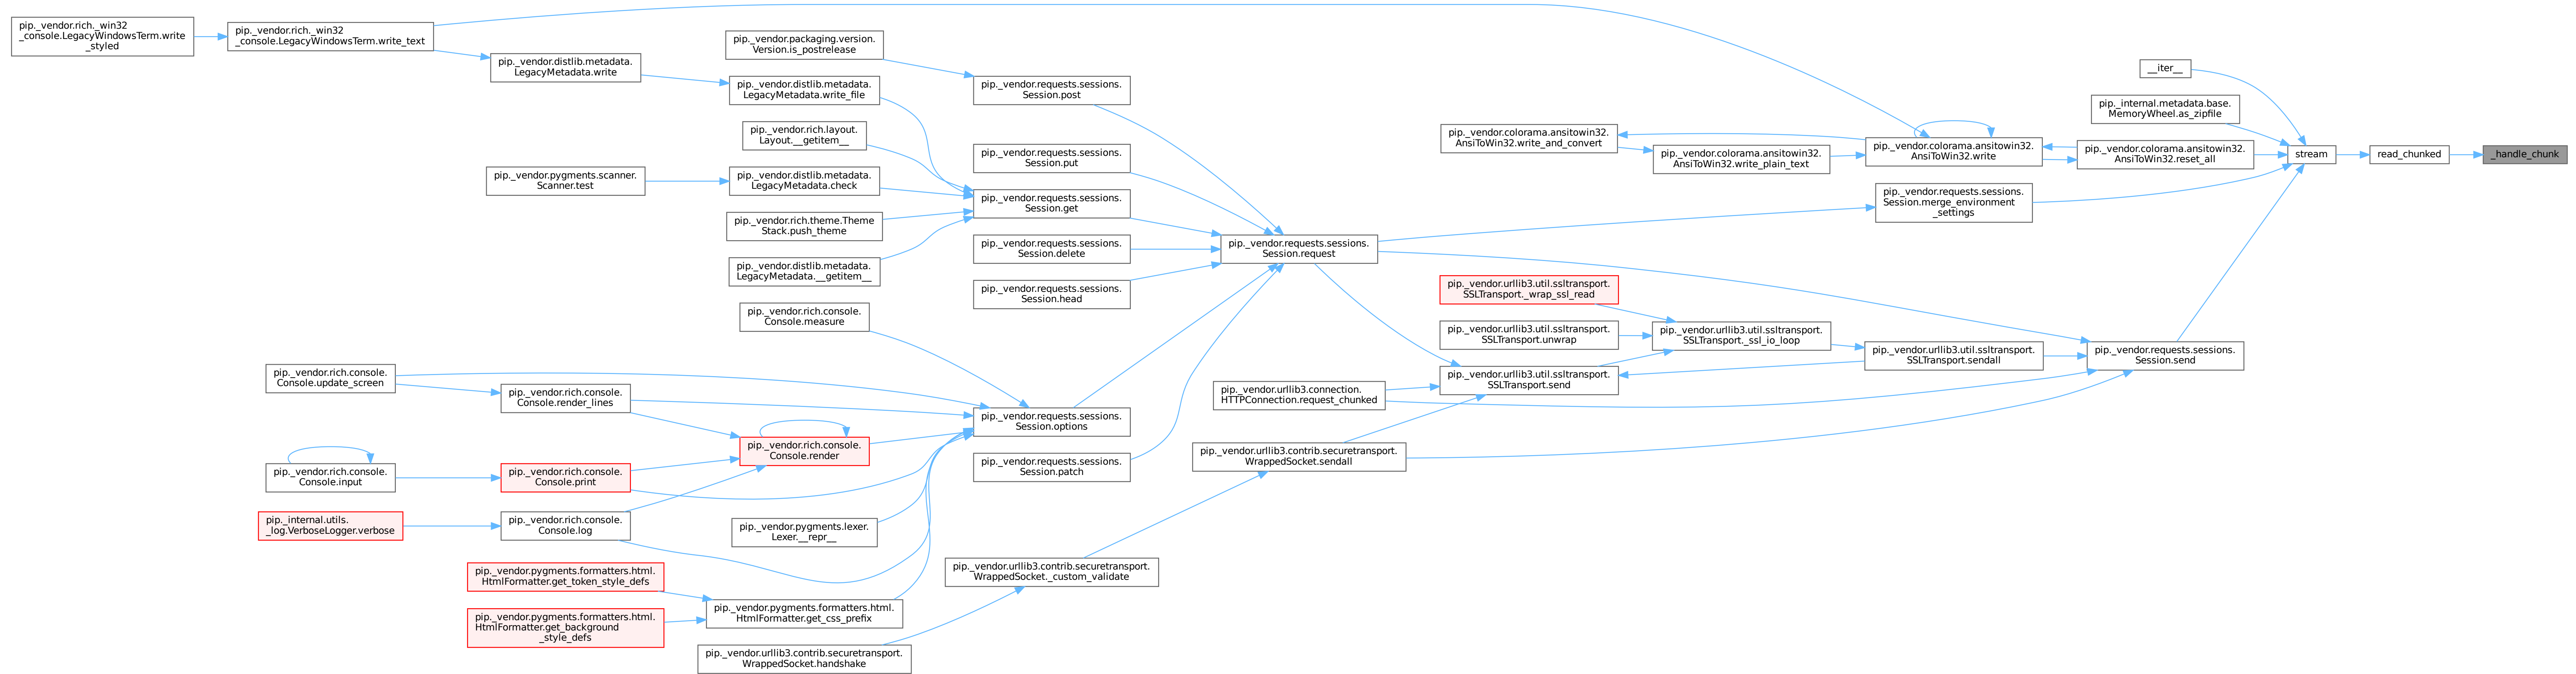 pip._vendor.rich._win32
_console.LegacyWindowsTerm.write
_styled
pip._vendor.rich._win32
_console.LegacyWindowsTerm.write_text
pip._vendor.distlib.metadata.
LegacyMetadata.write
pip._vendor.packaging.version.
Version.is_postrelease
pip._vendor.distlib.metadata.
LegacyMetadata.write_file
pip._vendor.rich.layout.
Layout.__getitem__
pip._vendor.pygments.scanner.
Scanner.test
pip._vendor.distlib.metadata.
LegacyMetadata.check
pip._vendor.rich.theme.Theme
Stack.push_theme
pip._vendor.distlib.metadata.
LegacyMetadata.__getitem__
pip._vendor.rich.console.
Console.measure
pip._vendor.rich.console.
Console.update_screen
pip._vendor.rich.console.
Console.render_lines
pip._vendor.rich.console.
Console.render
pip._vendor.rich.console.
Console.input
pip._vendor.rich.console.
Console.print
pip._internal.utils.
_log.VerboseLogger.verbose
pip._vendor.rich.console.
Console.log
pip._vendor.pygments.lexer.
Lexer.__repr__
pip._vendor.pygments.formatters.html.
HtmlFormatter.get_token_style_defs
pip._vendor.pygments.formatters.html.
HtmlFormatter.get_background
_style_defs
pip._vendor.pygments.formatters.html.
HtmlFormatter.get_css_prefix
pip._vendor.urllib3.contrib.securetransport.
WrappedSocket.handshake
pip._vendor.requests.sessions.
Session.post
pip._vendor.requests.sessions.
Session.put
pip._vendor.requests.sessions.
Session.get
pip._vendor.requests.sessions.
Session.delete
pip._vendor.requests.sessions.
Session.head
pip._vendor.requests.sessions.
Session.options
pip._vendor.requests.sessions.
Session.patch
pip._vendor.urllib3.contrib.securetransport.
WrappedSocket._custom_validate
pip._vendor.requests.sessions.
Session.request
pip._vendor.urllib3.connection.
HTTPConnection.request_chunked
pip._vendor.urllib3.contrib.securetransport.
WrappedSocket.sendall
pip._vendor.colorama.ansitowin32.
AnsiToWin32.write_and_convert
pip._vendor.urllib3.util.ssltransport.
SSLTransport._wrap_ssl_read
pip._vendor.urllib3.util.ssltransport.
SSLTransport.unwrap
pip._vendor.urllib3.util.ssltransport.
SSLTransport.send
pip._vendor.colorama.ansitowin32.
AnsiToWin32.write_plain_text
pip._vendor.urllib3.util.ssltransport.
SSLTransport._ssl_io_loop
pip._vendor.colorama.ansitowin32.
AnsiToWin32.write
pip._vendor.requests.sessions.
Session.merge_environment
_settings
pip._vendor.urllib3.util.ssltransport.
SSLTransport.sendall
__iter__
pip._internal.metadata.base.
MemoryWheel.as_zipfile
pip._vendor.colorama.ansitowin32.
AnsiToWin32.reset_all
pip._vendor.requests.sessions.
Session.send
stream
read_chunked
_handle_chunk